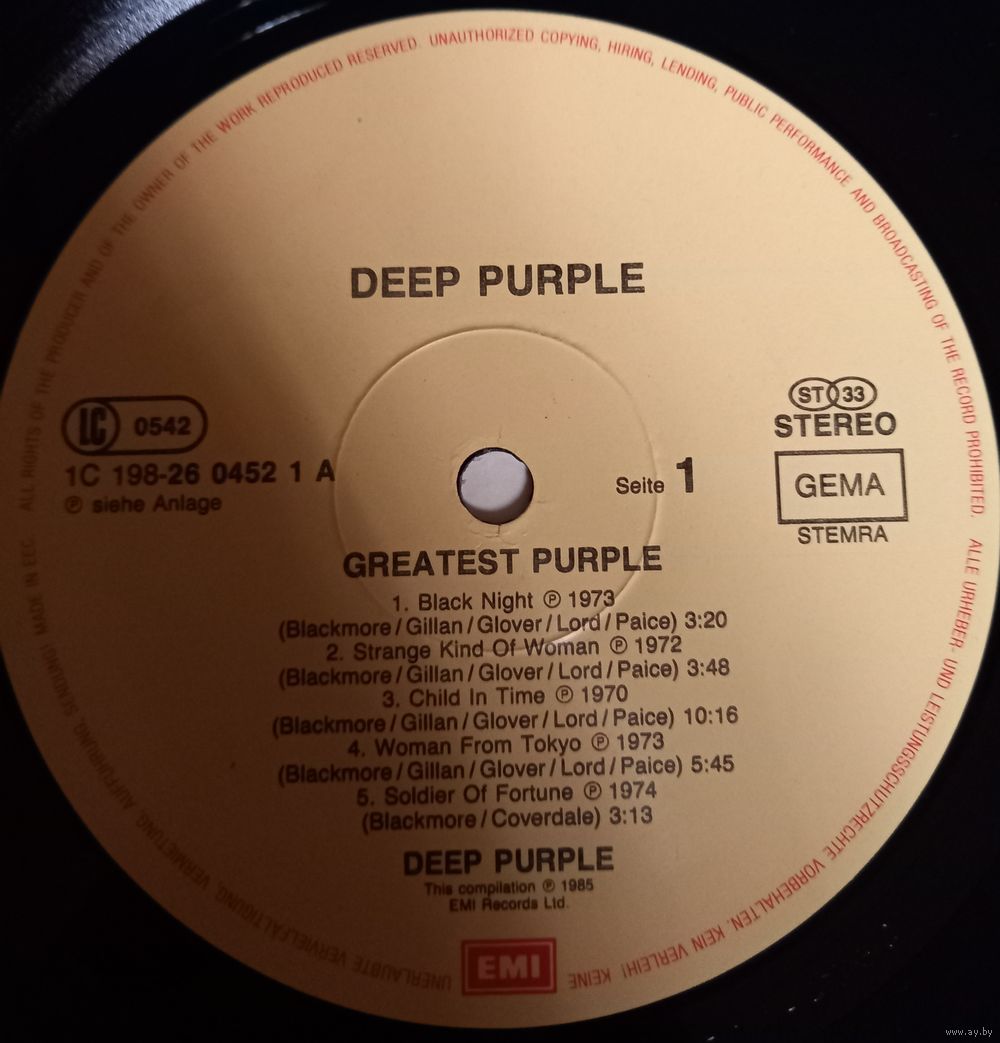 ALL RIGHTS OF THE PRODUCER AND OF THE OWNER OF THE WORK REPRODUCED RESERVED. UNAUTHORIZED COPYING, HIRING, LENDING, PUBLIC PERFORMANCE AND BROADCASTING OF THE RECORD PROHIBITED.
ALLE URHEBER- UND LEISTUNGSSCHUTZRECHTE VORBEHALTEN. KEIN VERLEIH! KEINE UNERLAUBTE VERVIELFÄLTIGUNG, VERMIETUNG, AUFFÜHRUNG, SENDUNG! MADE IN EEC.
DEEP PURPLE
LC 0542
1C 198-26 0452 1 A
℗ siehe Anlage
Seite 1
ST 33
STEREO
GEMA
STEMRA
GREATEST PURPLE
1. Black Night ℗ 1973
(Blackmore/Gillan/Glover/Lord/Paice) 3:20
2. Strange Kind Of Woman ℗ 1972
(Blackmore/Gillan/Glover/Lord/Paice) 3:48
3. Child In Time ℗ 1970
(Blackmore/Gillan/Glover/Lord/Paice) 10:16
4. Woman From Tokyo ℗ 1973
(Blackmore/Gillan/Glover/Lord/Paice) 5:45
5. Soldier Of Fortune ℗ 1974
(Blackmore/Coverdale) 3:13
DEEP PURPLE
This compilation ℗ 1985
EMI Records Ltd.
EMI
www.ay.by